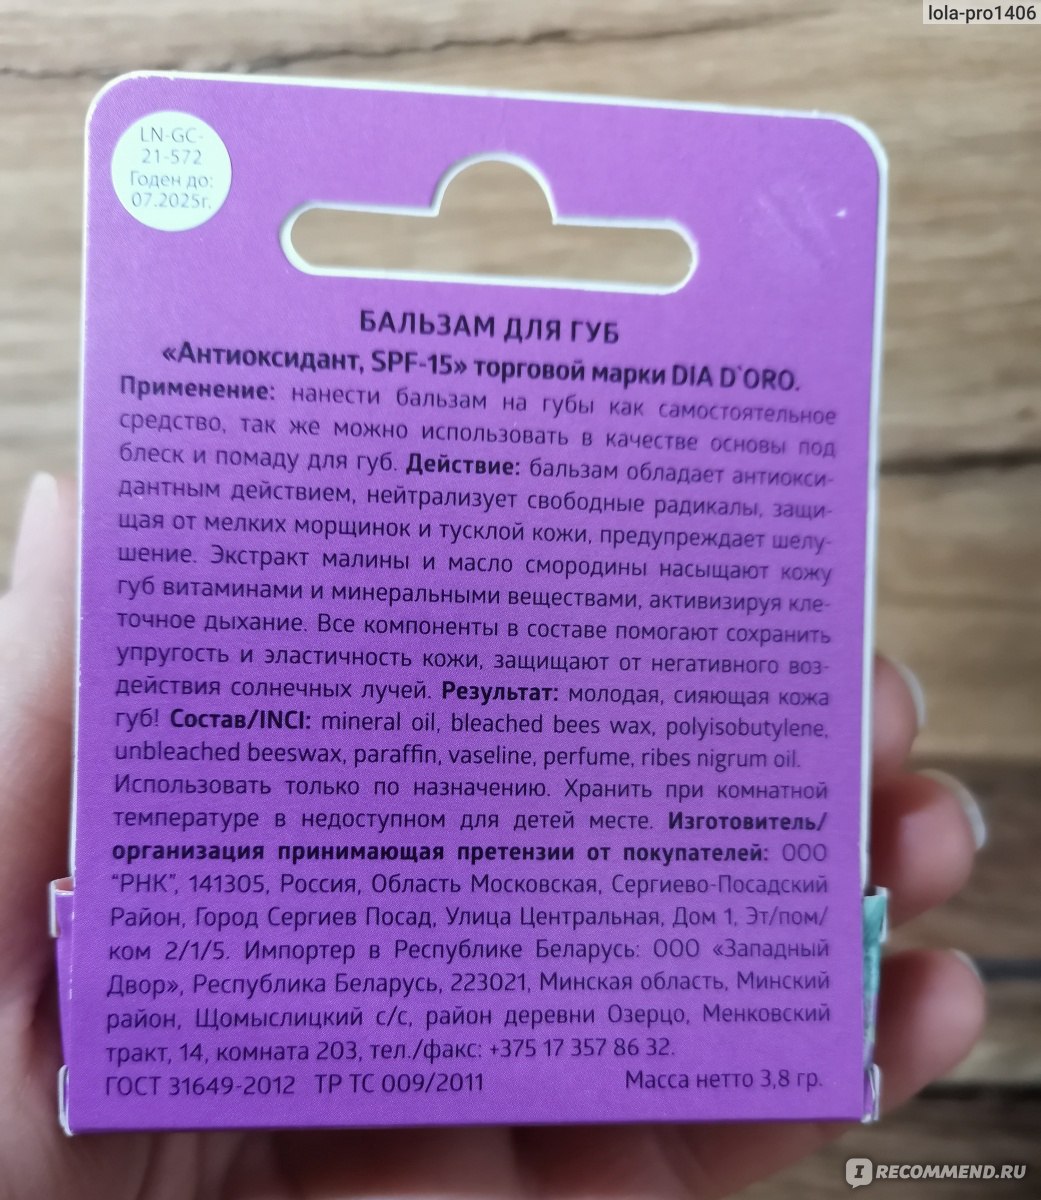 lola-pro1406
LN-GC-
21-572
Годен до:
07.2025г.
БАЛЬЗАМ ДЛЯ ГУБ
«Антиоксидант, SPF-15» торговой марки DIA D`ORO.
Применение: нанести бальзам на губы как самостоятельное
средство, так же можно использовать в качестве основы под
блеск и помаду для губ. Действие: бальзам обладает антиокси-
дантным действием, нейтрализует свободные радикалы, защи-
щая от мелких морщинок и тусклой кожи, предупреждает шелу-
шение. Экстракт малины и масло смородины насыщают кожу
губ витаминами и минеральными веществами, активизируя кле-
точное дыхание. Все компоненты в составе помогают сохранить
упругость и эластичность кожи, защищают от негативного воз-
действия солнечных лучей. Результат: молодая, сияющая кожа
губ! Состав/INCI: mineral oil, bleached bees wax, polyisobutylene,
unbleached beeswax, paraffin, vaseline, perfume, ribes nigrum oil.
Использовать только по назначению. Хранить при комнатной
температуре в недоступном для детей месте. Изготовитель/
организация принимающая претензии от покупателей: ООО
"РНК", 141305, Россия, Область Московская, Сергиево-Посадский
Район, Город Сергиев Посад, Улица Центральная, Дом 1, Эт/пом/
ком 2/1/5. Импортер в Республике Беларусь: ООО «Западный
Двор», Республика Беларусь, 223021, Минская область, Минский
район, Щомыслицкий с/с, район деревни Озерцо, Менковский
тракт, 14, комната 203, тел./факс: +375 17 357 86 32.
ГОСТ 31649-2012 ТР ТС 009/2011 Масса нетто 3,8 гр.
IRECOMMEND.RU